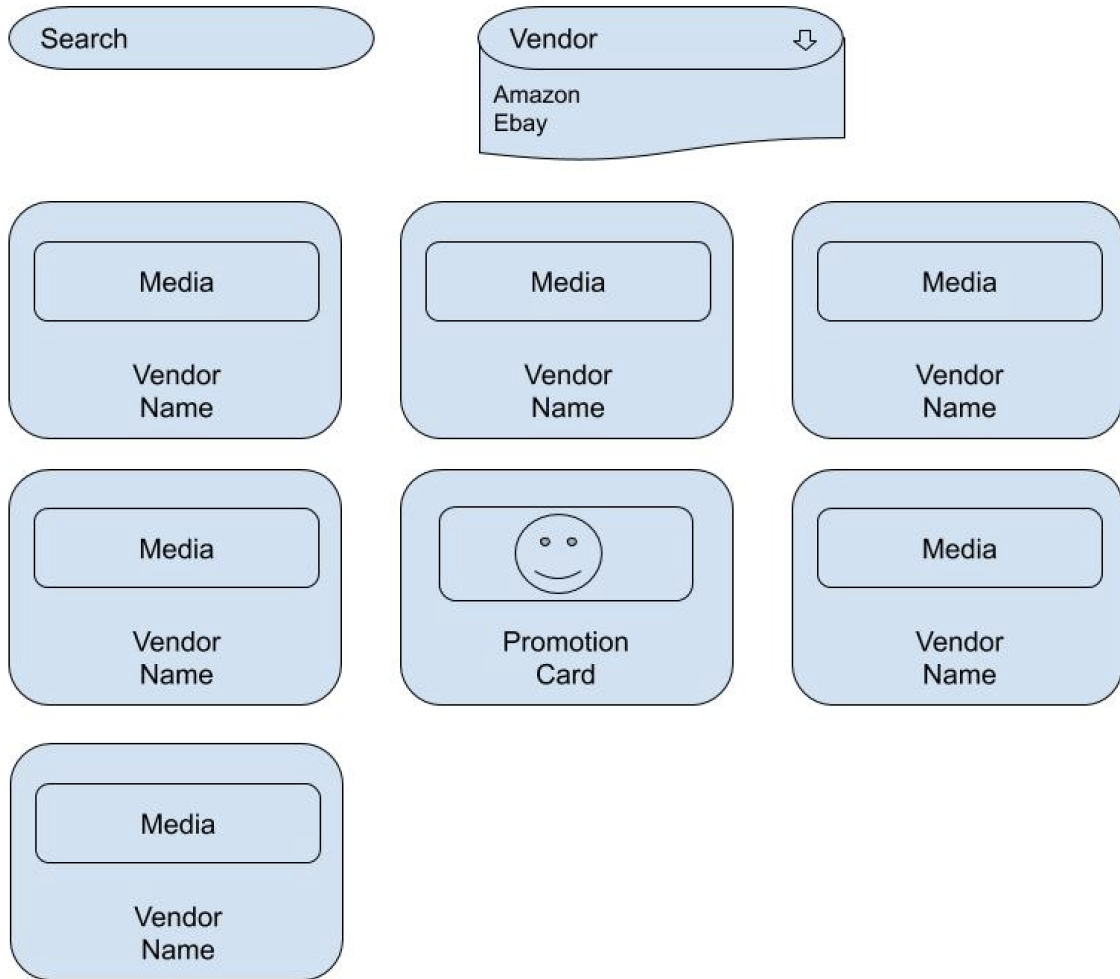 Search
Vendor
Amazon
Ebay
Media
Vendor
Name
Media
Vendor
Name
Media
Vendor
Name
Media
Vendor
Name
Promotion
Card
Media
Vendor
Name
Media
Vendor
Name